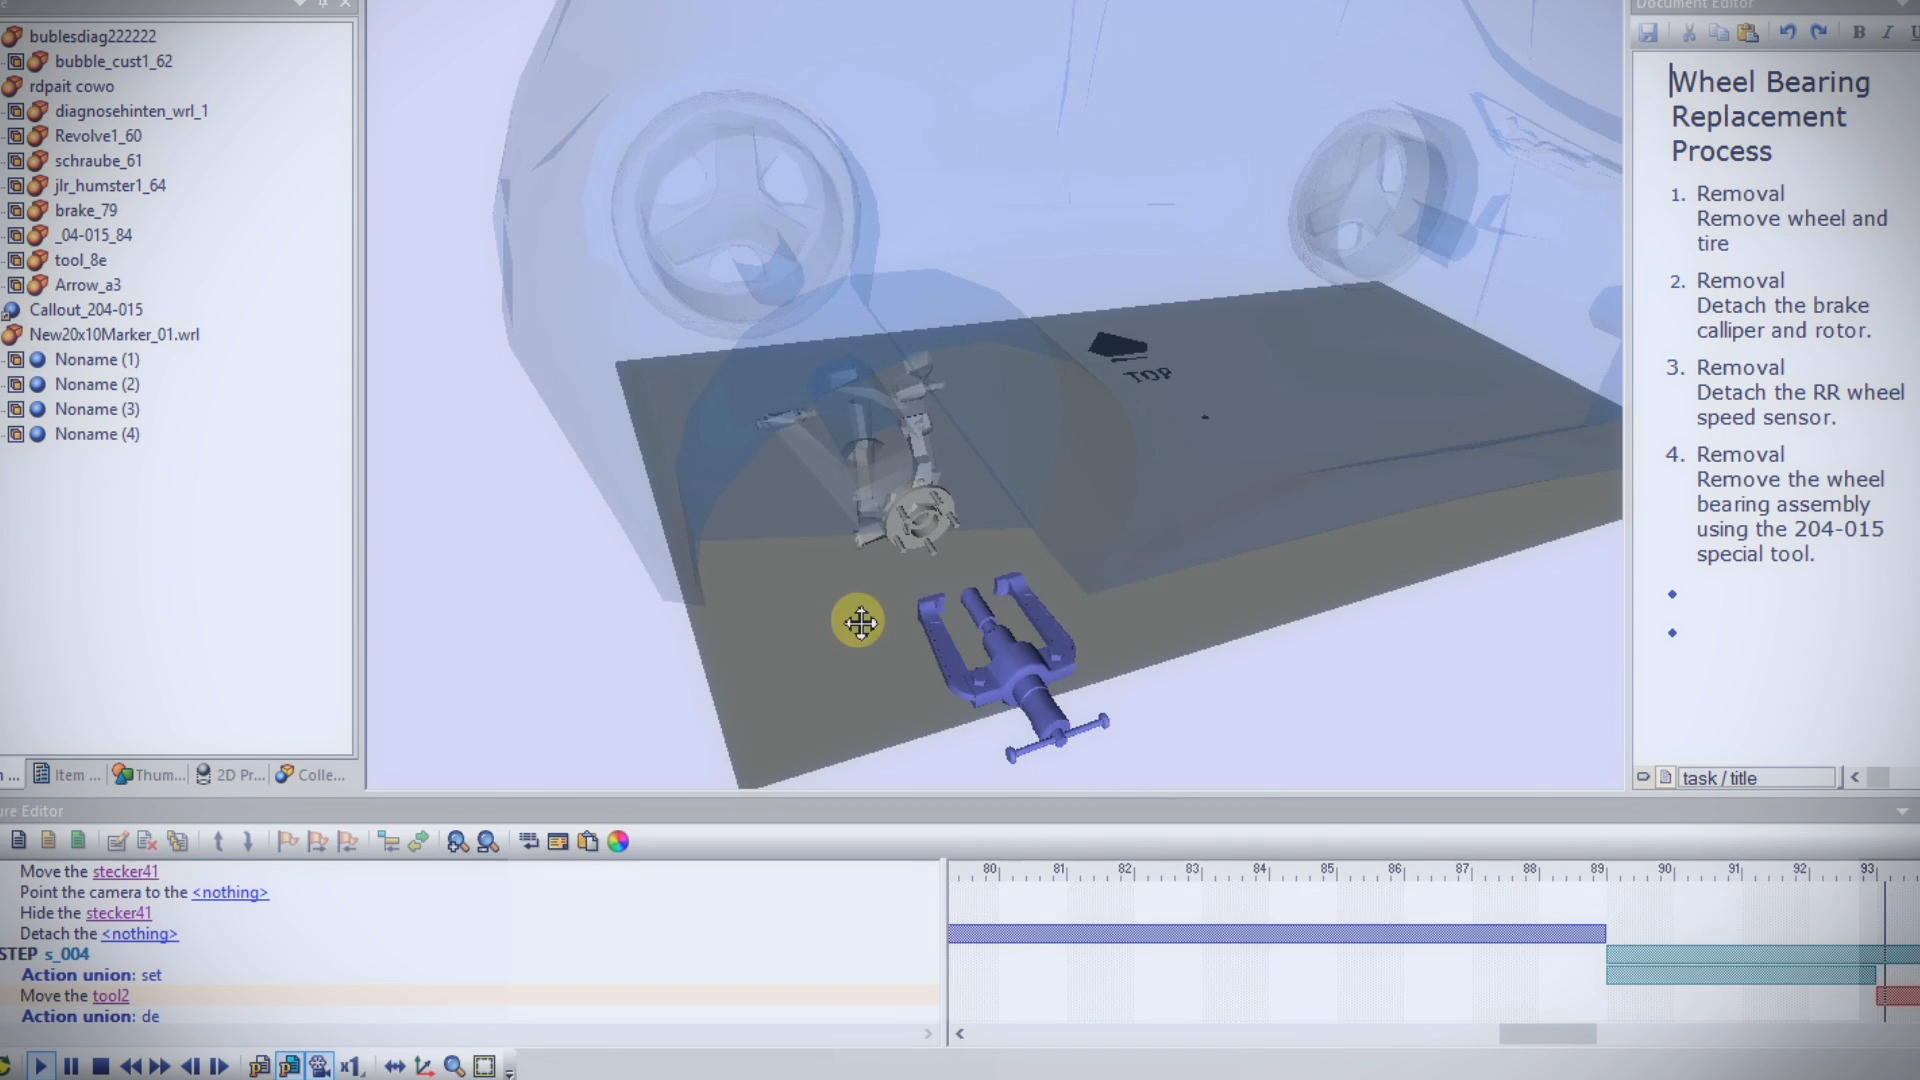 Document Editor
bublesdiag222222
bubble_cust1_62
rdpait cowo
diagnosehinten_wrl_1
Revolve1_60
schraube_61
jlr_humster1_64
brake_79
_04-015_84
tool_8e
Arrow_a3
Callout_204-015
New20x10Marker_01.wrl
Noname (1)
Noname (2)
Noname (3)
Noname (4)
Item ...
Thum...
2D Pr...
Colle...
TOP
B I U
Wheel Bearing
Replacement
Process
1. Removal
Remove wheel and
tire
2. Removal
Detach the brake
calliper and rotor.
3. Removal
Detach the RR wheel
speed sensor.
4. Removal
Remove the wheel
bearing assembly
using the 204-015
special tool.
task / title
ure Editor
Move the stecker41
Point the camera to the <nothing>
Hide the stecker41
Detach the <nothing>
STEP s_004
Action union: set
Move the tool2
Action union: de
80 81 82 83 84 85 86 87 88 89 90 91 92 93
x1